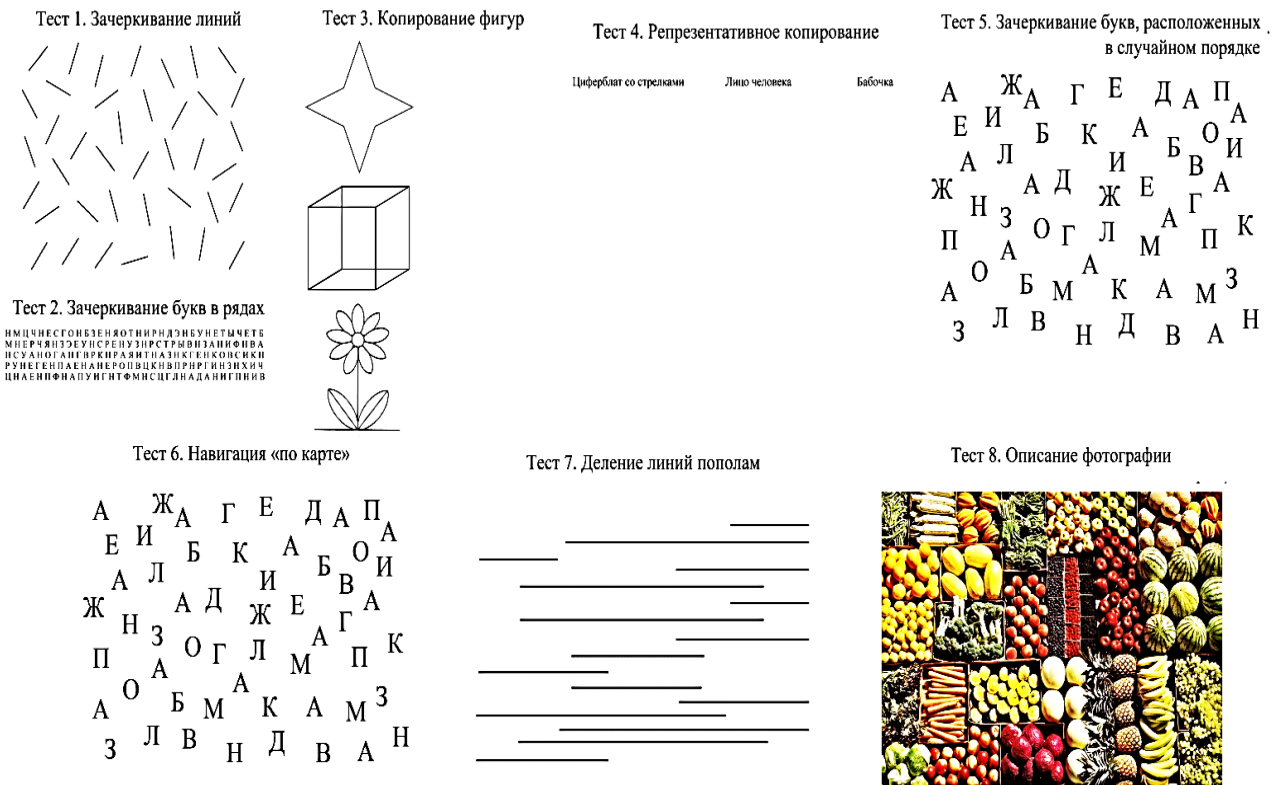 Тест 1. Зачеркивание линий
Тест 2. Зачеркивание букв в рядах
Н М Ц Ч Н Е С Г О Н Б З Е Н Я О Т Н И Р Н Д Э Н Б У Н Е Т Ы Ч Е Т Б
М Н Е Р Ч Я Н З Э Е У Н С Р Е Н У З Н Р С Т Р Ы В Н З А Н И Ф Н В А
Н С У А Н О Г А Н Г В Р К Н Р А Я И Т Н А З Н К Г Е Н К О В С И К Н
Р У Н Е Г Е Н П А Е Н А Н Е Р О П В Ц К Н В П Р Н Р Г И Н З Н Х И Ч
Ц Н А Е Н П Ф Н А П У И Г Н Т Ф М Н С Ц Г Л Н А Д А Н И Г П Н И В
Тест 3. Копирование фигур
Тест 4. Репрезентативное копирование
Циферблат со стрелками Лицо человека Бабочка
Тест 5. Зачеркивание букв, расположенных
в случайном порядке
А Ж А Г Е Д А П
Е И Б К А Б О А
А Л И В И
Ж Н А Д Ж Е Г А
П З О Г Л М А П К
А О А Б М А К А М З
З Л В Н Д В А Н
Тест 6. Навигация «по карте»
А Ж А Г Е Д А П
Е И Б К А Б О А
А Л И В И
Ж Н А Д Ж Е Г А
П З О Г Л М А П К
А О А Б М А К А М З
З Л В Н Д В А Н
Тест 7. Деление линий пополам
Тест 8. Описание фотографии